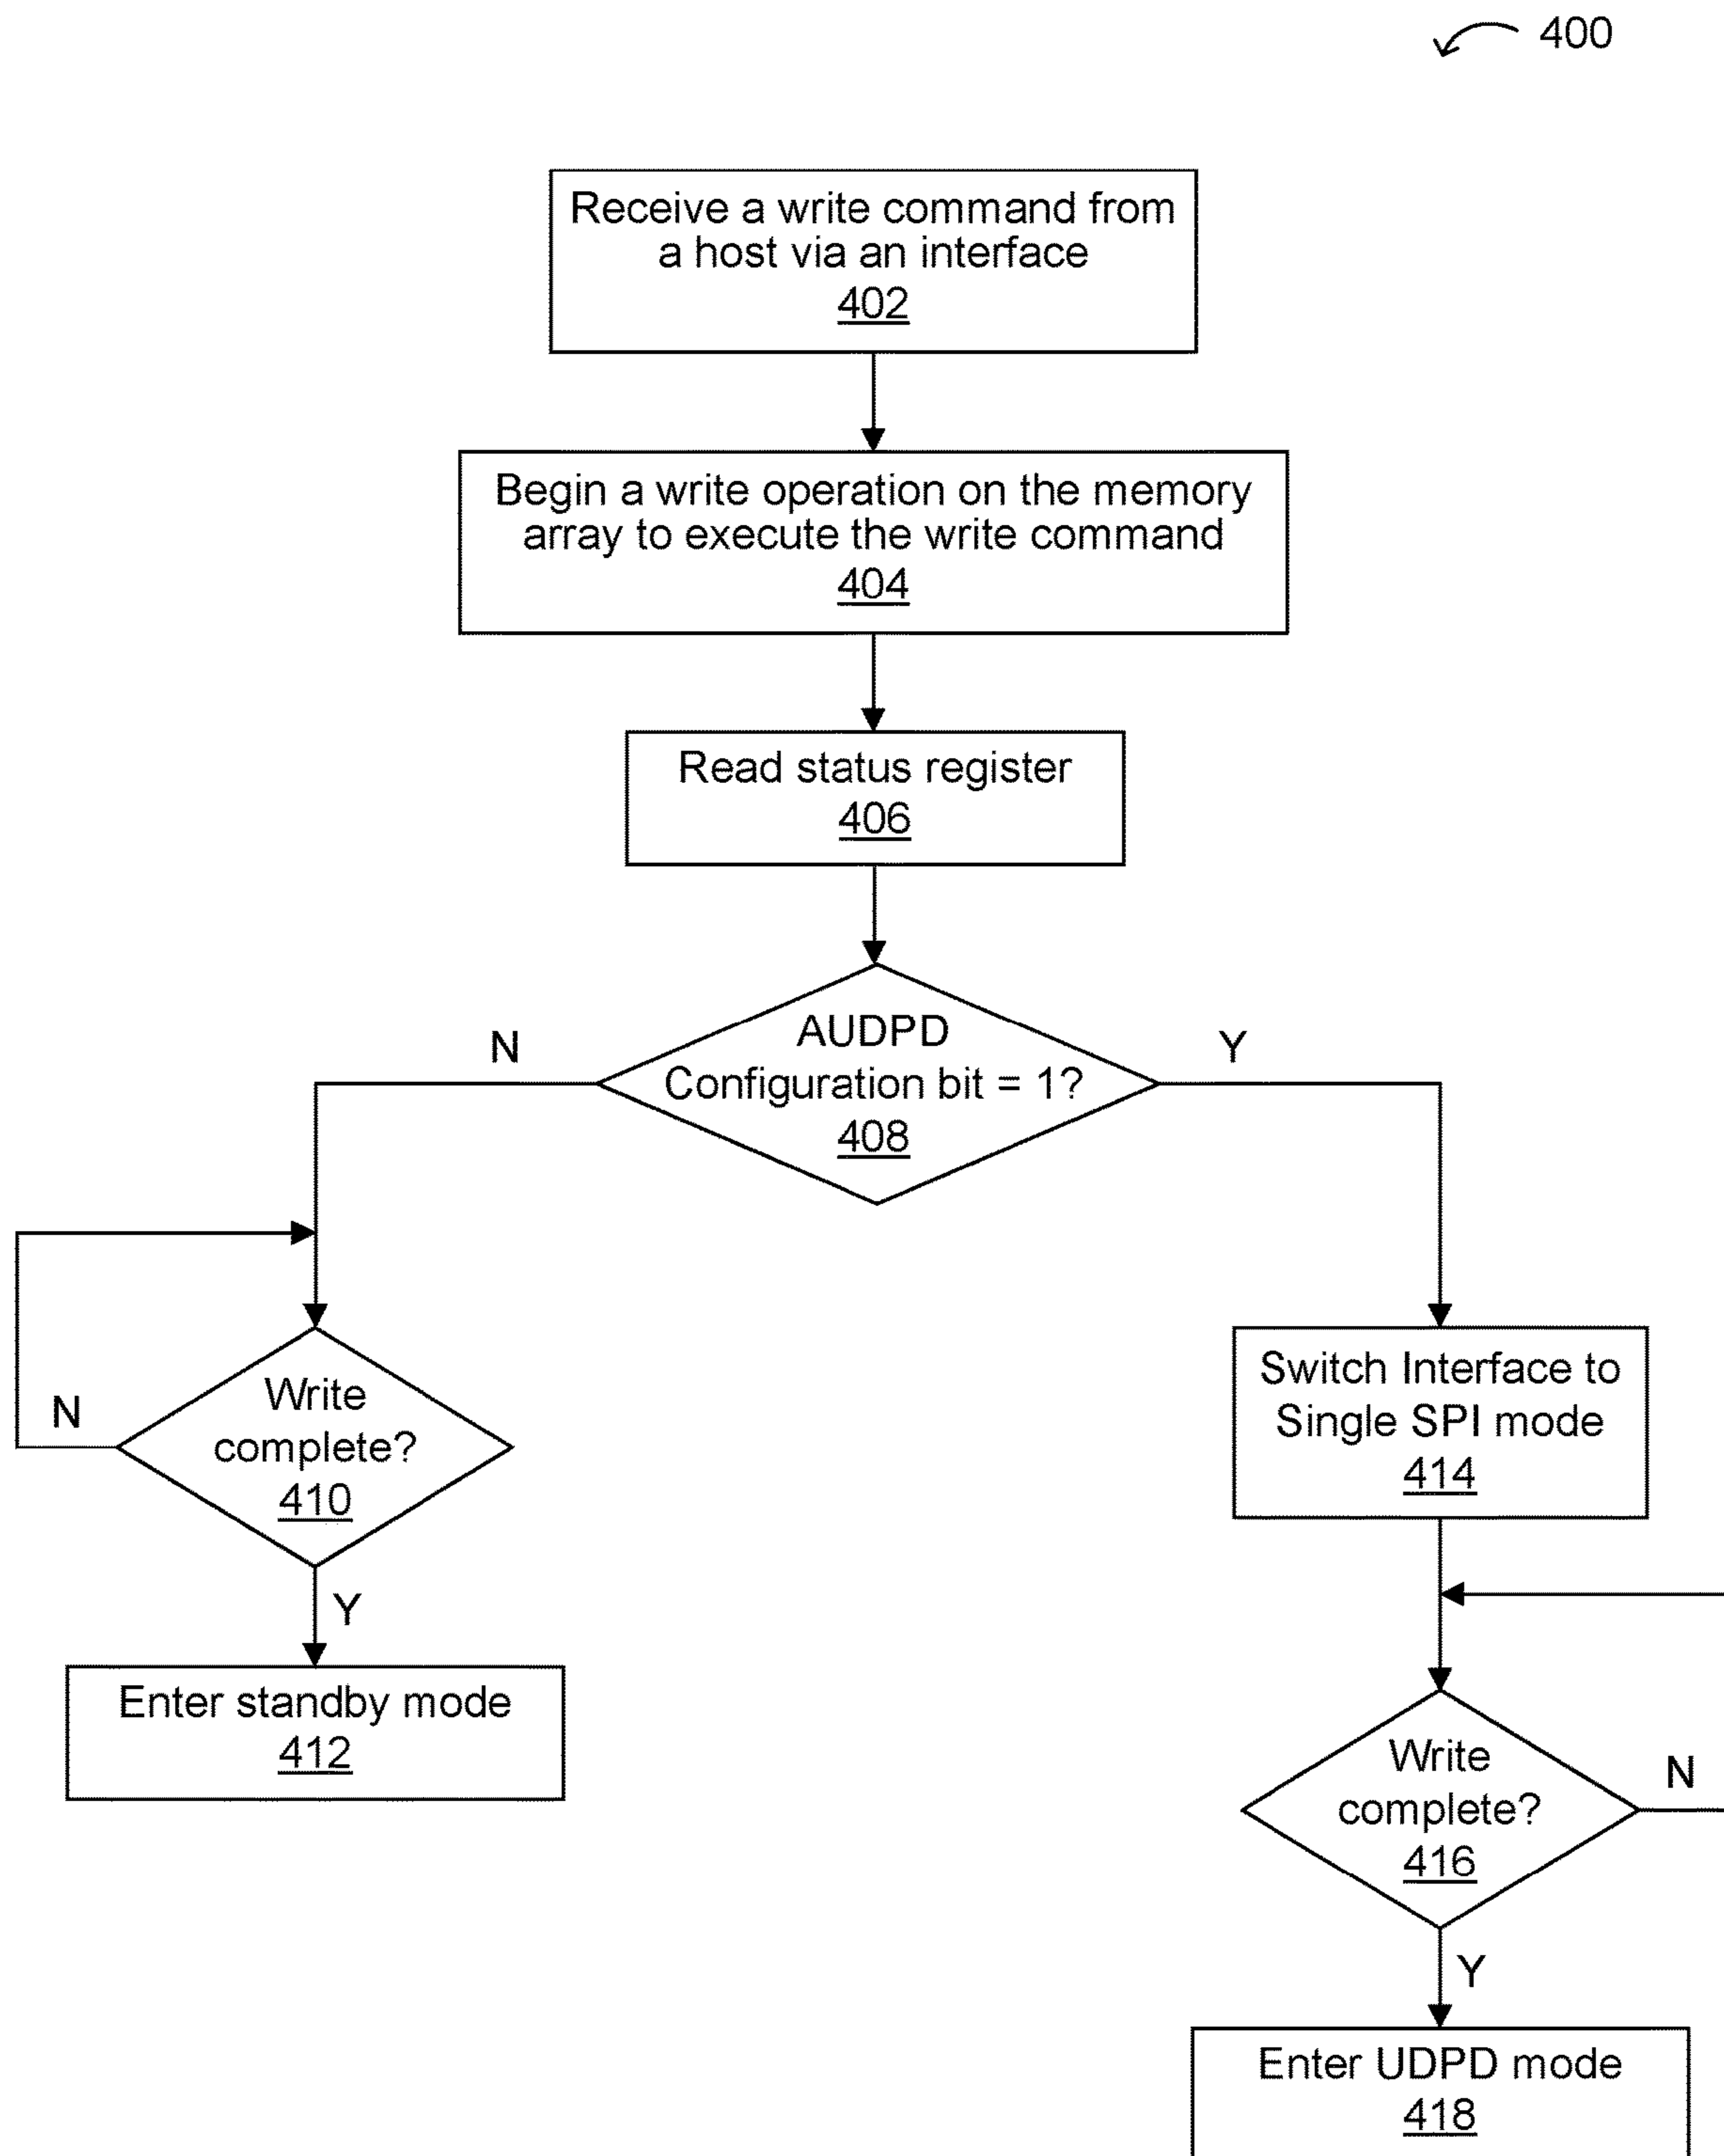 400
Receive a write command from
a host via an interface
402
Begin a write operation on the memory
array to execute the write command
404
Read status register
406
AUDPD
Configuration bit = 1?
408
N
Y
Write
complete?
410
N
Y
Enter standby mode
412
Switch Interface to
Single SPI mode
414
Write
complete?
416
N
Y
Enter UDPD mode
418